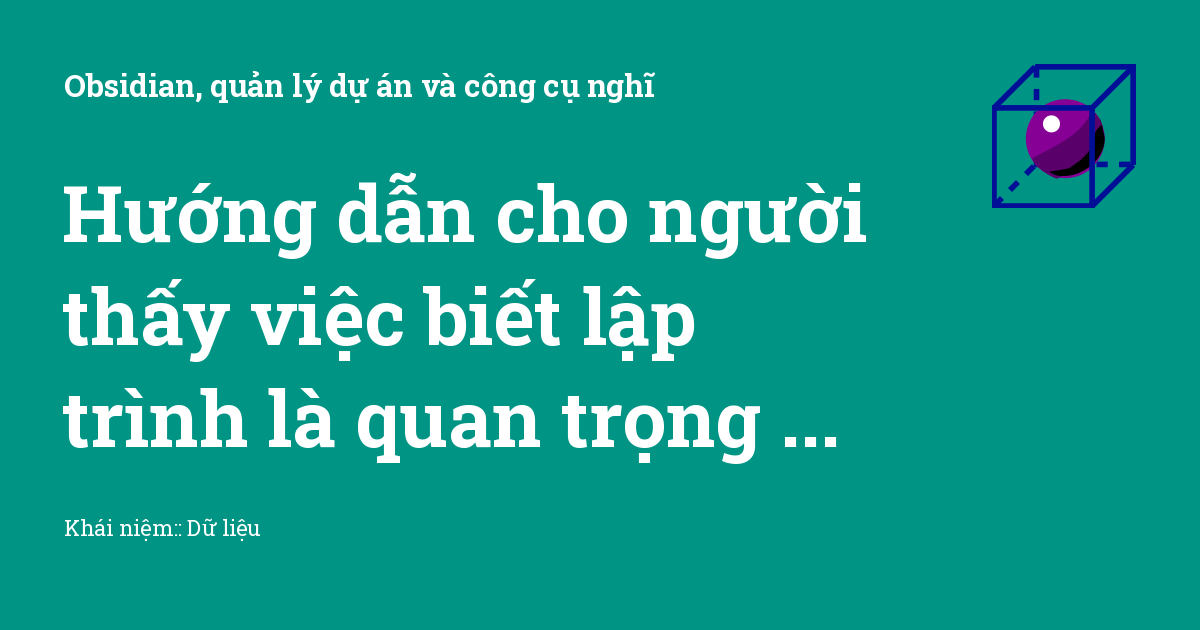 Obsidian, quản lý dự án và công cụ nghĩ
Hướng dẫn cho người
thấy việc biết lập
trình là quan trọng ...
Khái niệm:: Dữ liệu